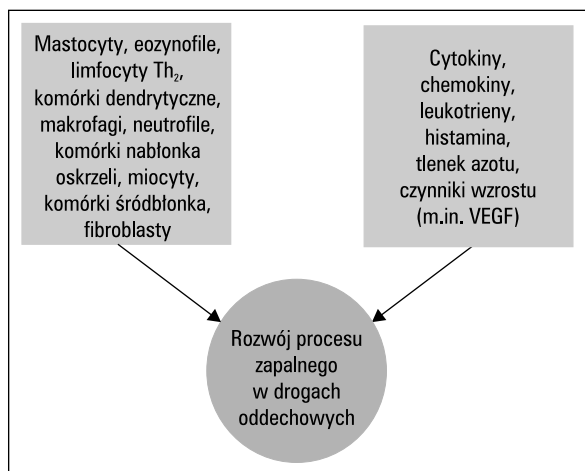 Mastocyty, eozynofile,
limfocyty Th₂,
komórki dendrytyczne,
makrofagi, neutrofile,
komórki nabłonka
oskrzeli, miocyty,
komórki śródbłonka,
fibroblasty
Cytokiny,
chemokiny,
leukotrieny,
histamina,
tlenek azotu,
czynniki wzrostu
(m.in. VEGF)
Rozwój procesu
zapalnego
w drogach
oddechowych